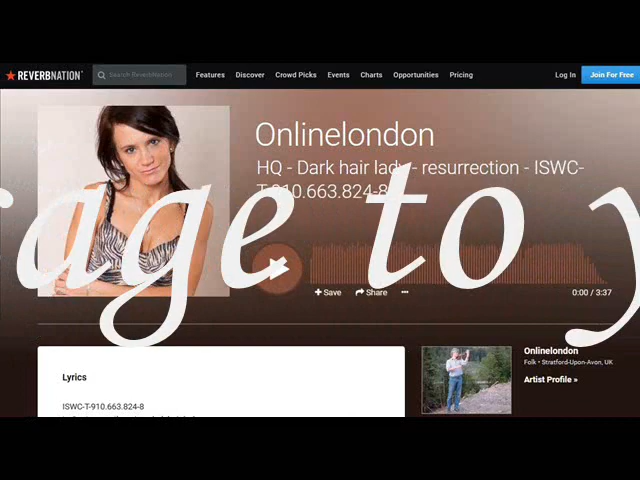 REVERBNATION
Search ReverbNation
Features Discover Crowd Picks Events Charts Opportunities Pricing
Log In Join For Free
Onlinelondon
HQ - Dark hair lady - resurrection - ISWC-
T-910.663.824-8
age to y
Save Share
0:00 / 3:37
Lyrics
ISWC-T-910.663.824-8
Onlinelondon
Folk • Stratford-Upon-Avon, UK
Artist Profile »